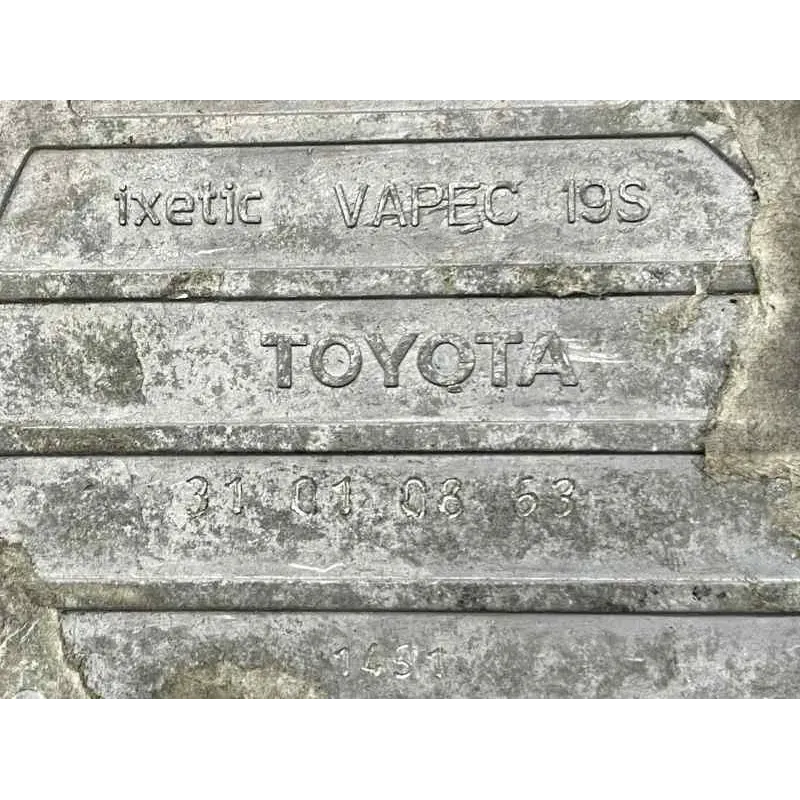 ixetic VAPEC 19S
TOYOTA
31 01 08 63
1431